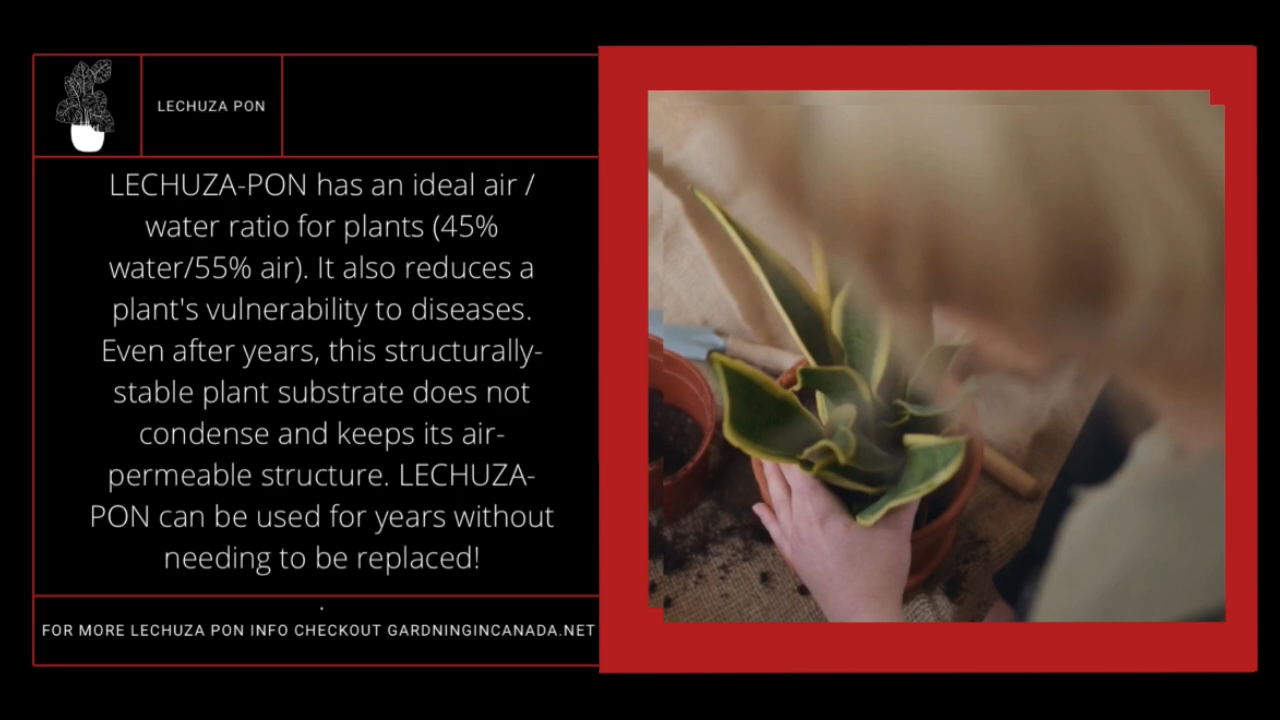 LECHUZA PON
LECHUZA-PON has an ideal air /
water ratio for plants (45%
water/55% air). It also reduces a
plant's vulnerability to diseases.
Even after years, this structurally-
stable plant substrate does not
condense and keeps its air-
permeable structure. LECHUZA-
PON can be used for years without
needing to be replaced!
.
FOR MORE LECHUZA PON INFO CHECKOUT GARDNINGINCANADA.NET